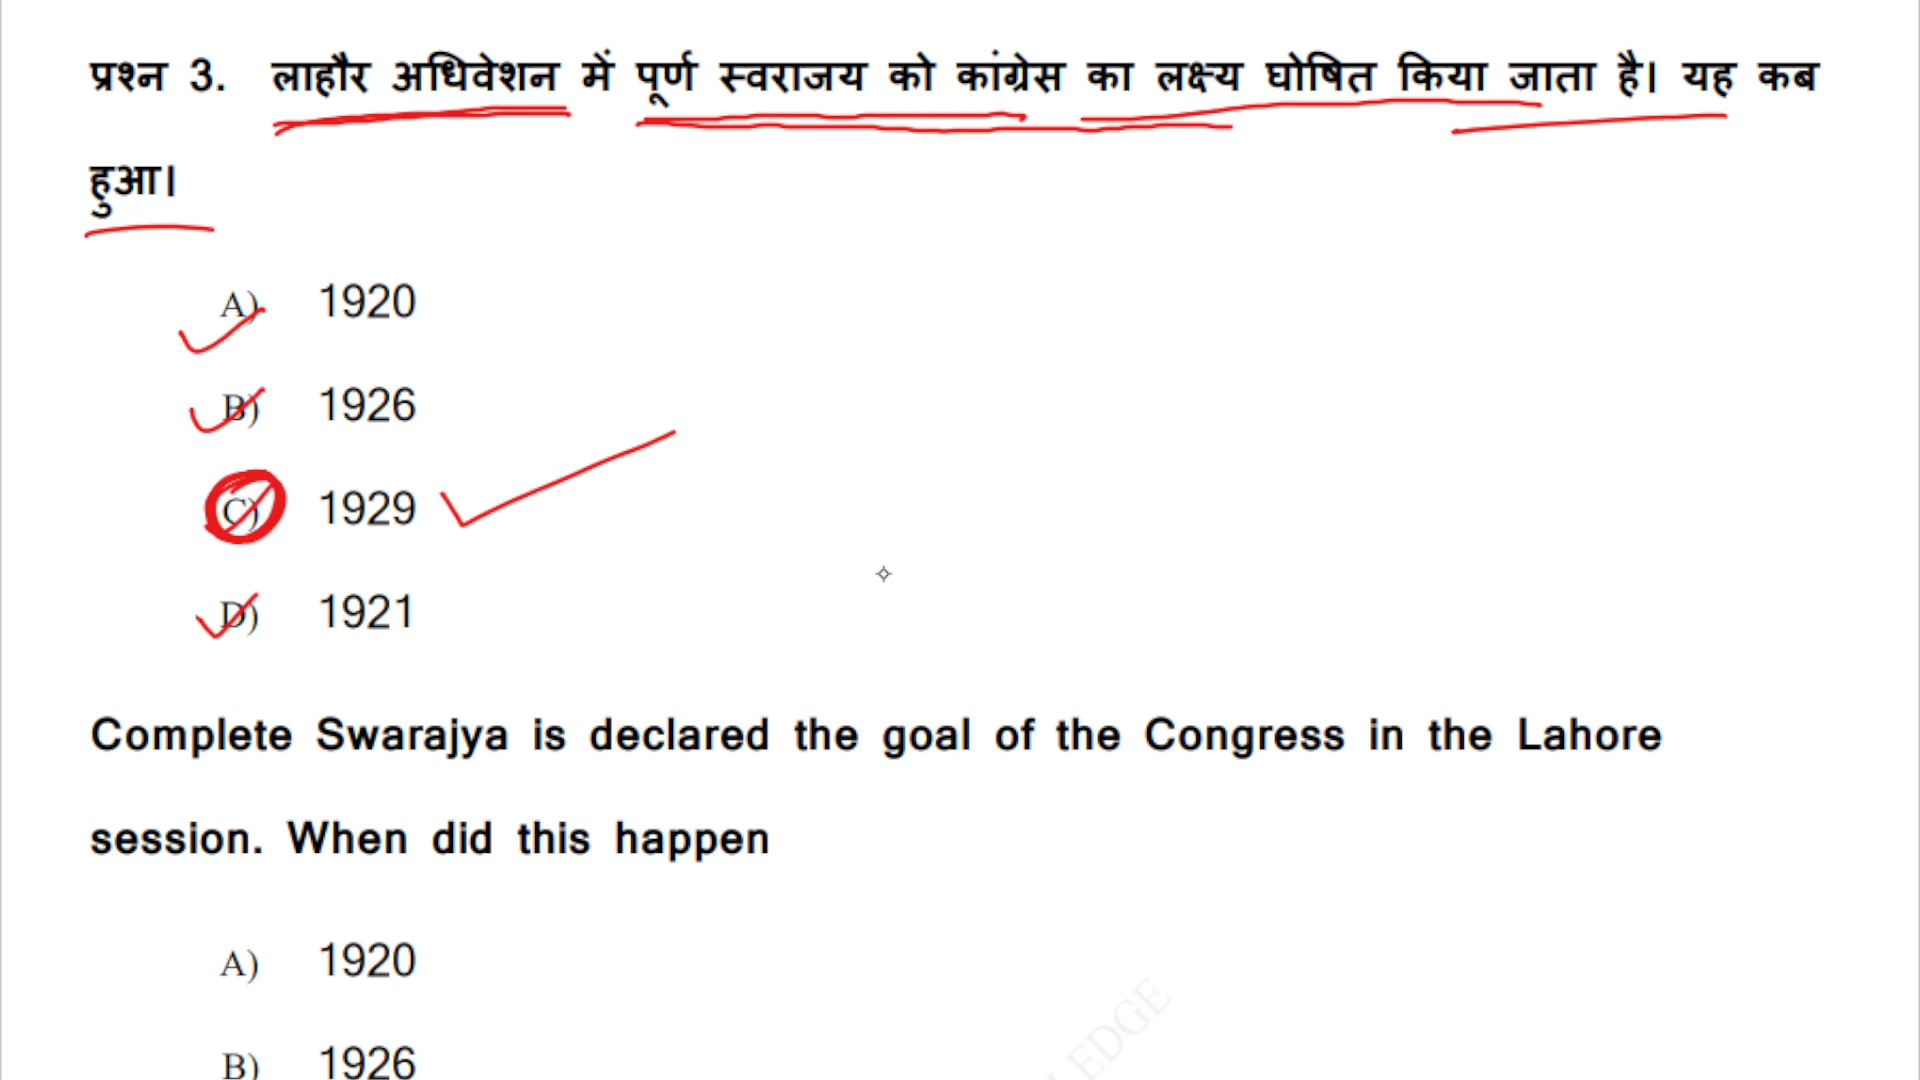 प्रश्न 3. लाहौर अधिवेशन में पूर्ण स्वराजय को कांग्रेस का लक्ष्य घोषित किया जाता है। यह कब
हुआ।
A) 1920
B) 1926
C) 1929
D) 1921
Complete Swarajya is declared the goal of the Congress in the Lahore
session. When did this happen
A) 1920
B) 1926
EDGE